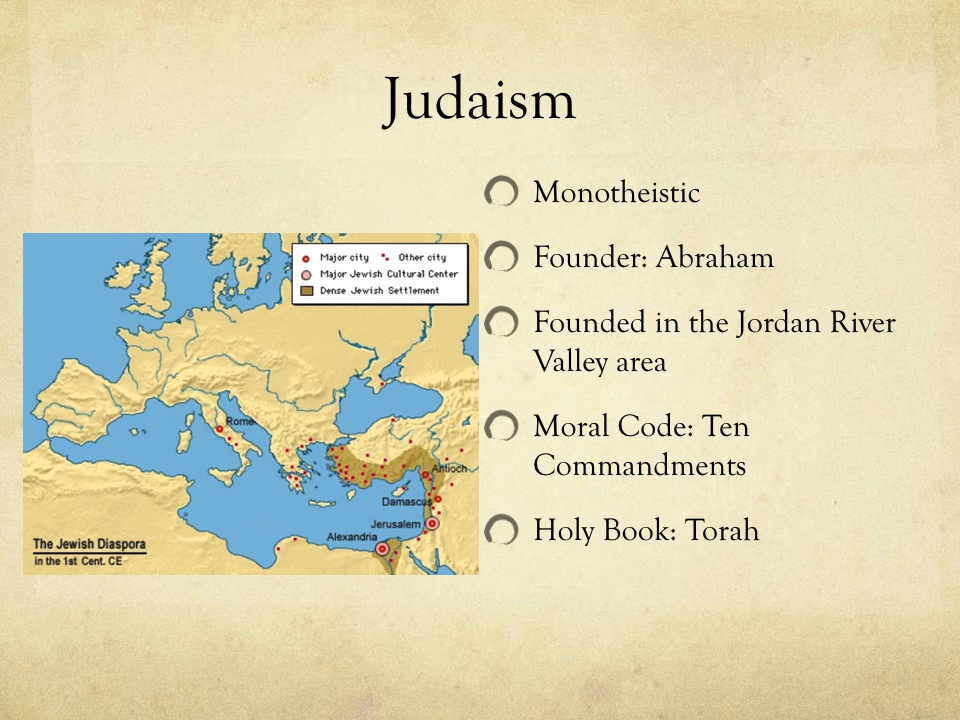 Judaism
Monotheistic
Founder: Abraham
Founded in the Jordan River
Valley area
Moral Code: Ten
Commandments
Holy Book: Torah
Major city Other city
Major Jewish Cultural Center
Dense Jewish Settlement
Rome
Antioch
Damascus
Jerusalem
Alexandria
The Jewish Diaspora
in the 1st Cent. CE